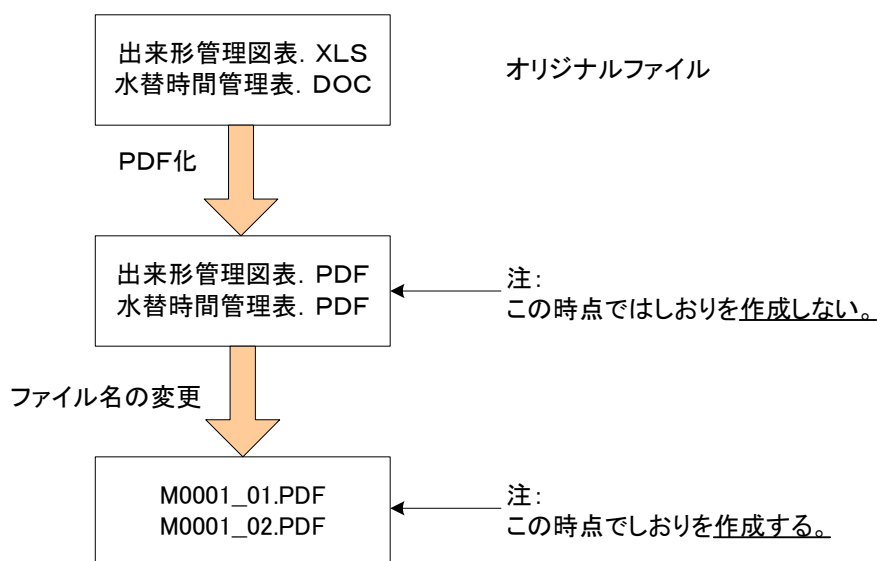 出来形管理図表．ＸＬＳ
水替時間管理表．ＤＯＣ
オリジナルファイル
ＰＤＦ化
出来形管理図表．ＰＤＦ
水替時間管理表．ＰＤＦ
注：
この時点ではしおりを作成しない。
ファイル名の変更
M0001_01.PDF
M0001_02.PDF
注：
この時点でしおりを作成する。